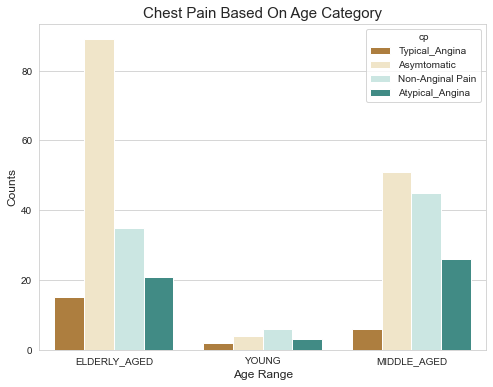 Chest Pain Based On Age Category
cp
Typical_Angina
Asymtomatic
Non-Anginal Pain
Atypical_Angina
Counts
80
60
40
20
0
ELDERLY_AGED
YOUNG
MIDDLE_AGED
Age Range